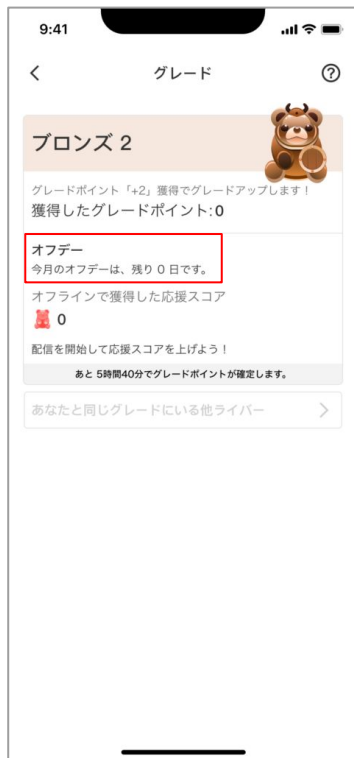 9:41
グレード
ブロンズ 2
グレードポイント「+2」獲得でグレードアップします！
獲得したグレードポイント:0
オフデー
今月のオフデーは、残り 0 日です。
オフラインで獲得した応援スコア
0
配信を開始して応援スコアを上げよう！
あと 5時間40分でグレードポイントが確定します。
あなたと同じグレードにいる他ライバー